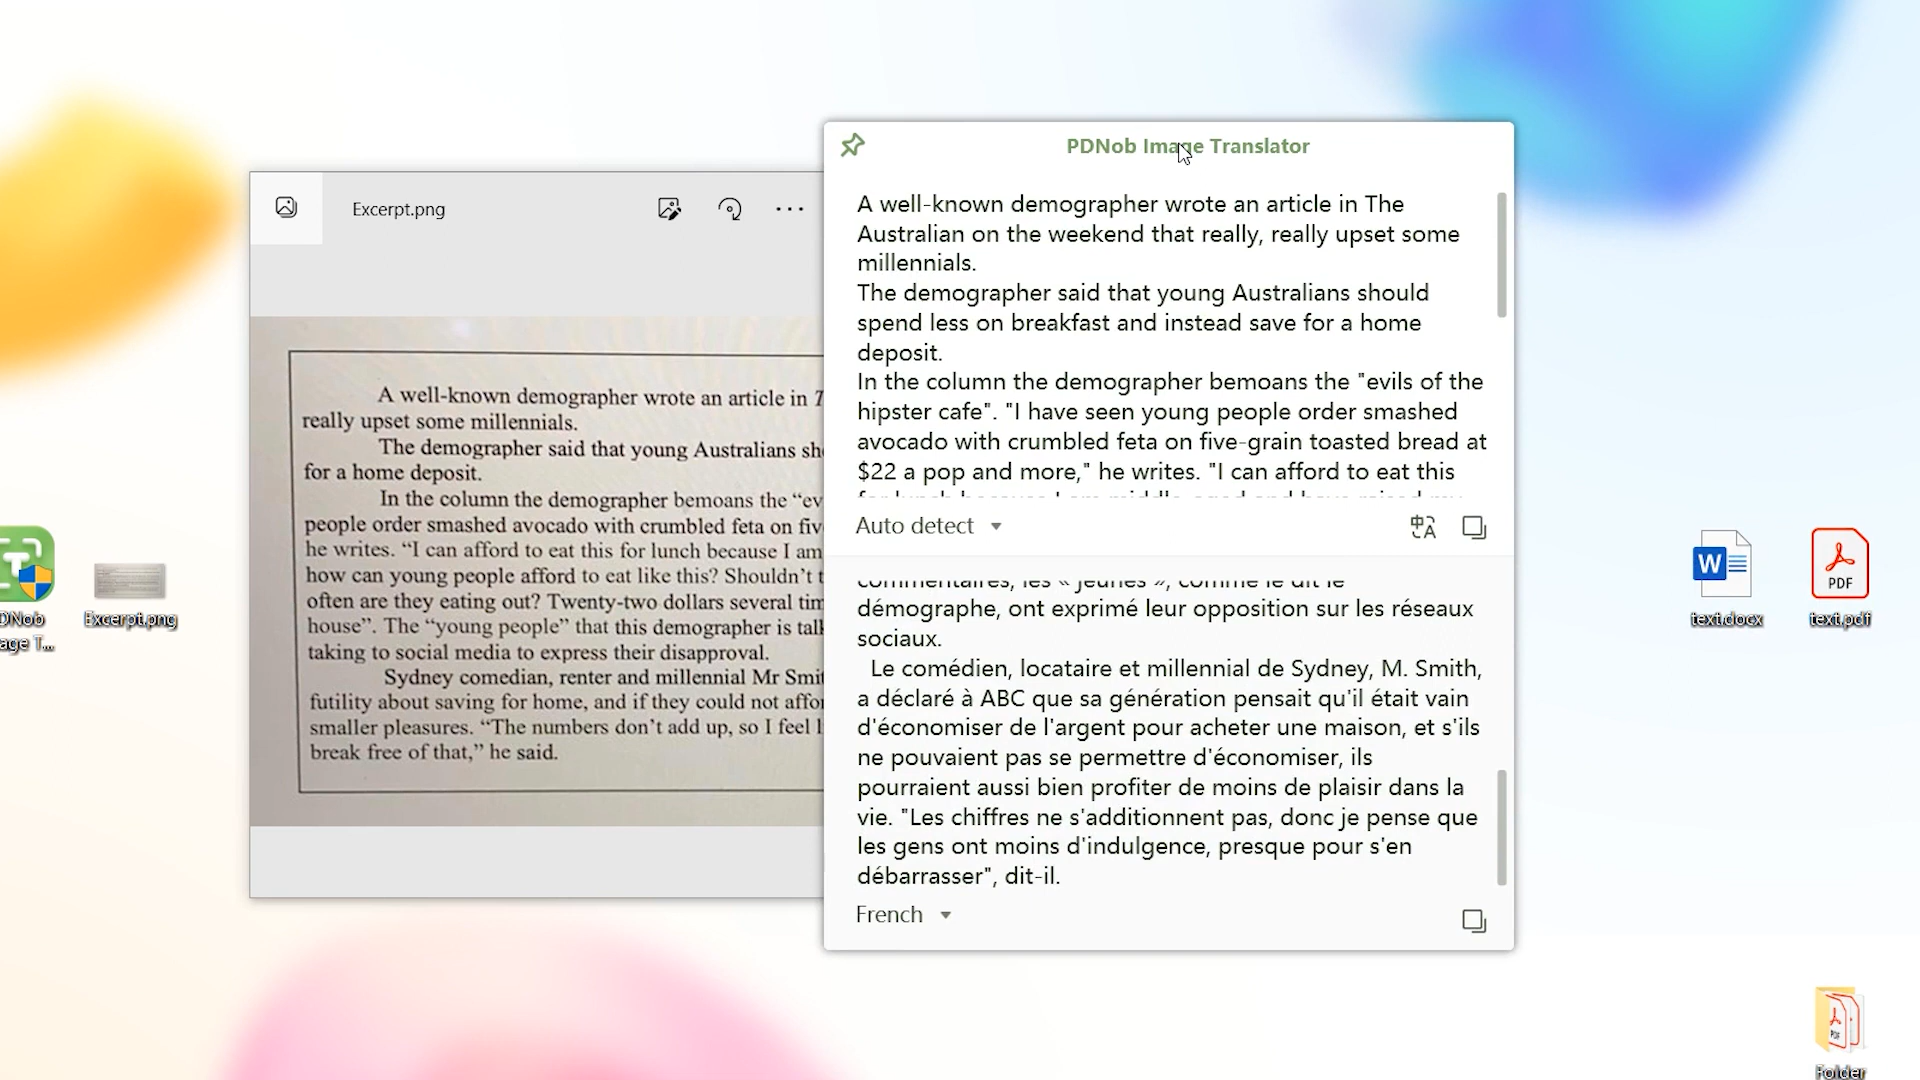 Excerpt.png
A well-known demographer wrote an article in
really upset some millennials.
The demographer said that young Australians
for a home deposit.
In the column the demographer bemoans the
people order smashed avocado with crumbled feta on
he writes. “I can afford to eat this for lunch because I am
how can young people afford to eat like this? Shouldn’t
often are they eating out? Twenty-two dollars several
house”. The “young people” that this demographer is
taking to social media to express their disapproval.
Sydney comedian, renter and millennial Mr
futility about saving for home, and if they could not
smaller pleasures. “The numbers don’t add up, so I feel
break free of that,” he said.
PDNob Image Translator
A well-known demographer wrote an article in The
Australian on the weekend that really, really upset some
millennials.
The demographer said that young Australians should
spend less on breakfast and instead save for a home
deposit.
In the column the demographer bemoans the "evils of the
hipster cafe". "I have seen young people order smashed
avocado with crumbled feta on five-grain toasted bread at
$22 a pop and more," he writes. "I can afford to eat this
Auto detect
commentaires, les « jeunes », comme le dit le
démographe, ont exprimé leur opposition sur les réseaux
sociaux.
Le comédien, locataire et millennial de Sydney, M. Smith,
a déclaré à ABC que sa génération pensait qu'il était vain
d'économiser de l'argent pour acheter une maison, et s'ils
ne pouvaient pas se permettre d'économiser, ils
pourraient aussi bien profiter de moins de plaisir dans la
vie. "Les chiffres ne s'additionnent pas, donc je pense que
les gens ont moins d'indulgence, presque pour s'en
débarrasser", dit-il.
French
Excerpt.png
W
text.docx
PDF
text.pdf
PDF
Folder